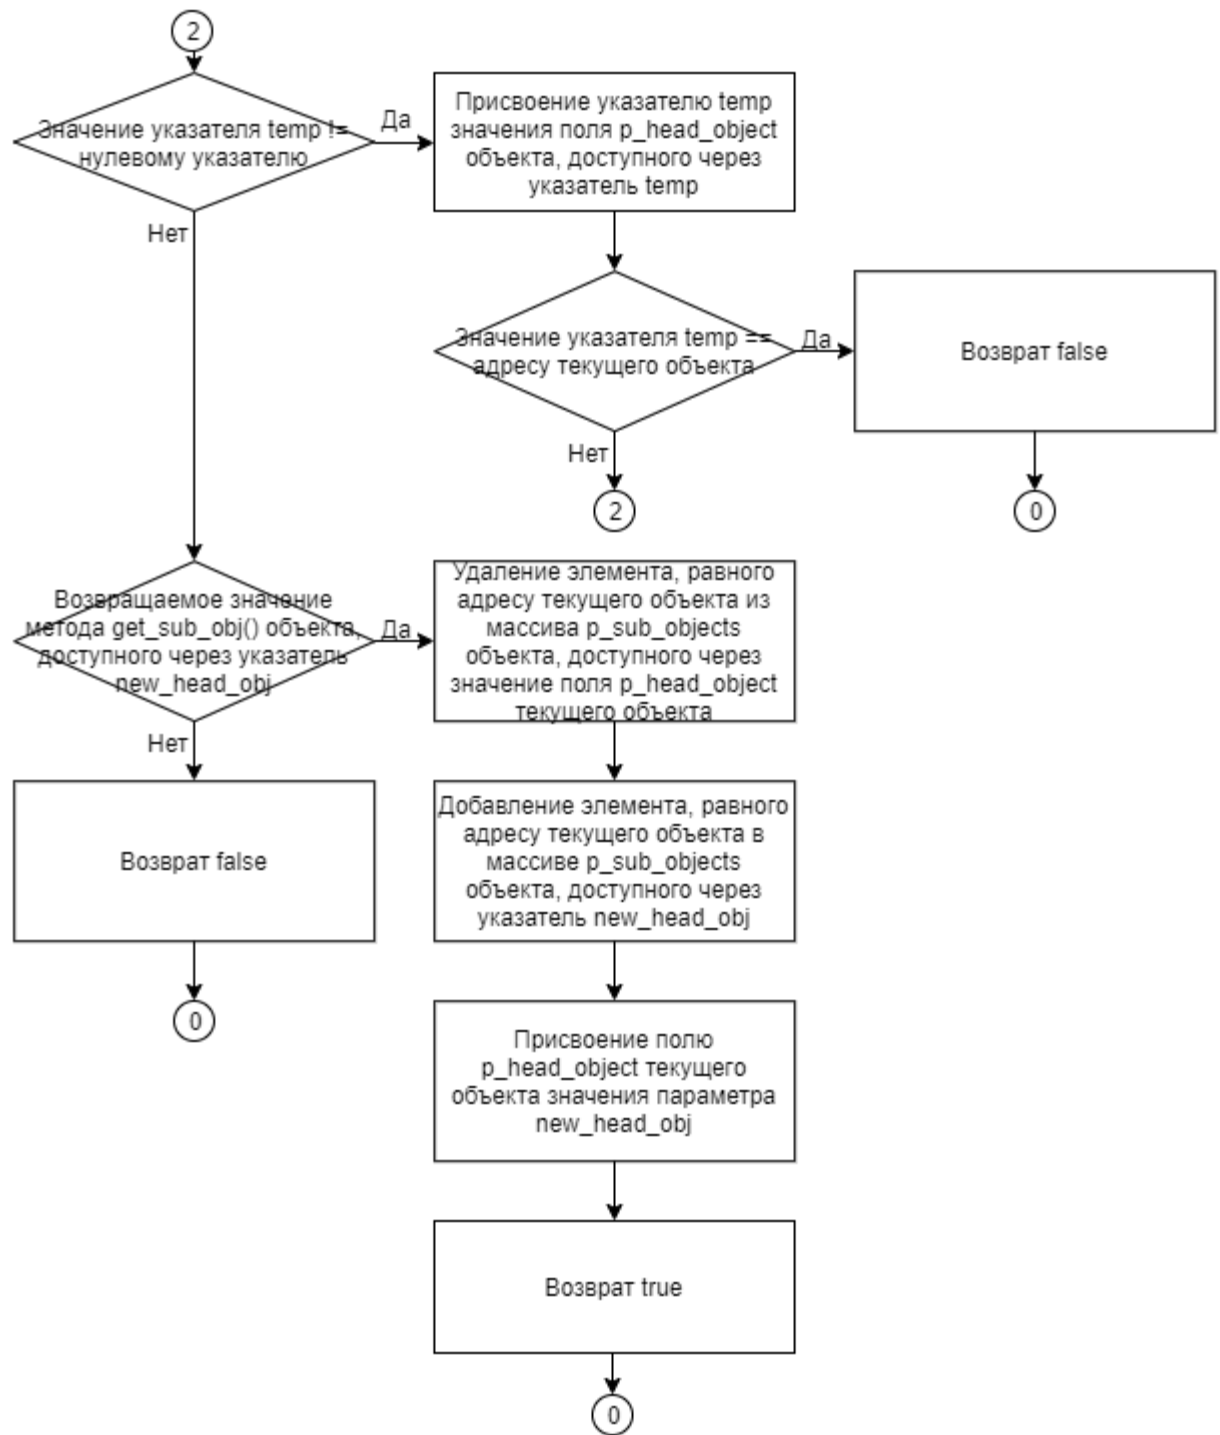 2
Значение указателя temp !=
нулевому указателю
Да
Присвоение указателю temp
значения поля p_head_object
объекта, доступного через
указатель temp
Нет
Значение указателя temp ==
адресу текущего объекта
Да
Возврат false
Нет
2
0
Возвращаемое значение
метода get_sub_obj() объекта,
доступного через указатель
new_head_obj
Да
Удаление элемента, равного
адресу текущего объекта из
массива p_sub_objects
объекта, доступного через
значение поля p_head_object
текущего объекта
Нет
Возврат false
0
Добавление элемента, равного
адресу текущего объекта в
массиве p_sub_objects
объекта, доступного через
указатель new_head_obj
Присвоение полю
p_head_object текущего
объекта значения параметра
new_head_obj
Возврат true
0